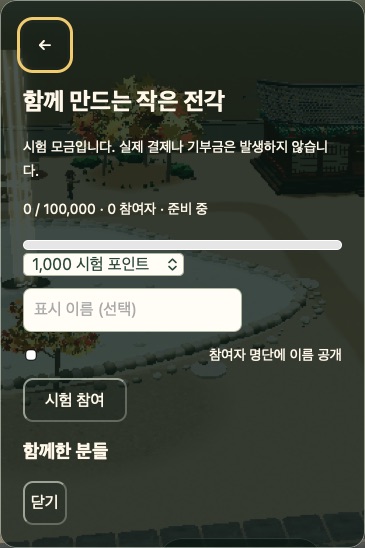 ←
함께 만드는 작은 전각
시험 모금입니다. 실제 결제나 기부금은 발생하지 않습니
다.
0 / 100,000 · 0 참여자 · 준비 중
1,000 시험 포인트
표시 이름 (선택)
참여자 명단에 이름 공개
시험 참여
함께한 분들
닫기